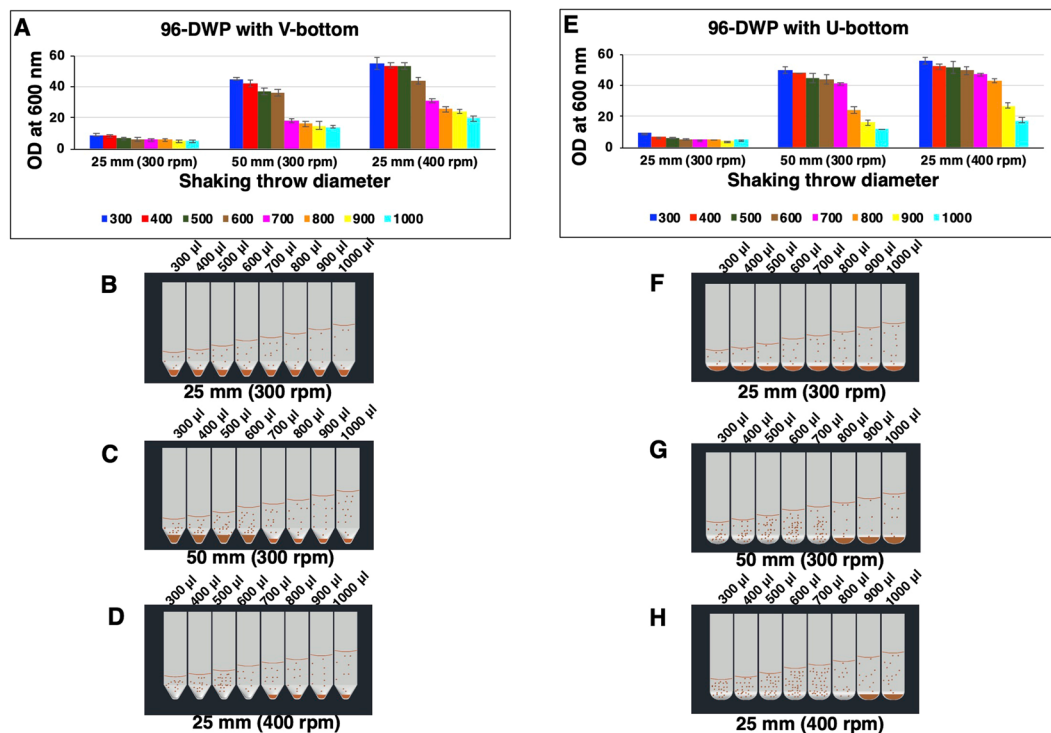 A
96-DWP with V-bottom
OD at 600 nm
60
40
20
0
25 mm (300 rpm)
50 mm (300 rpm)
25 mm (400 rpm)
Shaking throw diameter
300 400 500 600 700 800 900 1000
B
300 µl 400 µl 500 µl 600 µl 700 µl 800 µl 900 µl 1000 µl
25 mm (300 rpm)
C
300 µl 400 µl 500 µl 600 µl 700 µl 800 µl 900 µl 1000 µl
50 mm (300 rpm)
D
300 µl 400 µl 500 µl 600 µl 700 µl 800 µl 900 µl 1000 µl
25 mm (400 rpm)
E
96-DWP with U-bottom
OD at 600 nm
60
40
20
0
25 mm (300 rpm)
50 mm (300 rpm)
25 mm (400 rpm)
Shaking throw diameter
300 400 500 600 700 800 900 1000
F
300 µl 400 µl 500 µl 600 µl 700 µl 800 µl 900 µl 1000 µl
25 mm (300 rpm)
G
300 µl 400 µl 500 µl 600 µl 700 µl 800 µl 900 µl 1000 µl
50 mm (300 rpm)
H
300 µl 400 µl 500 µl 600 µl 700 µl 800 µl 900 µl 1000 µl
25 mm (400 rpm)